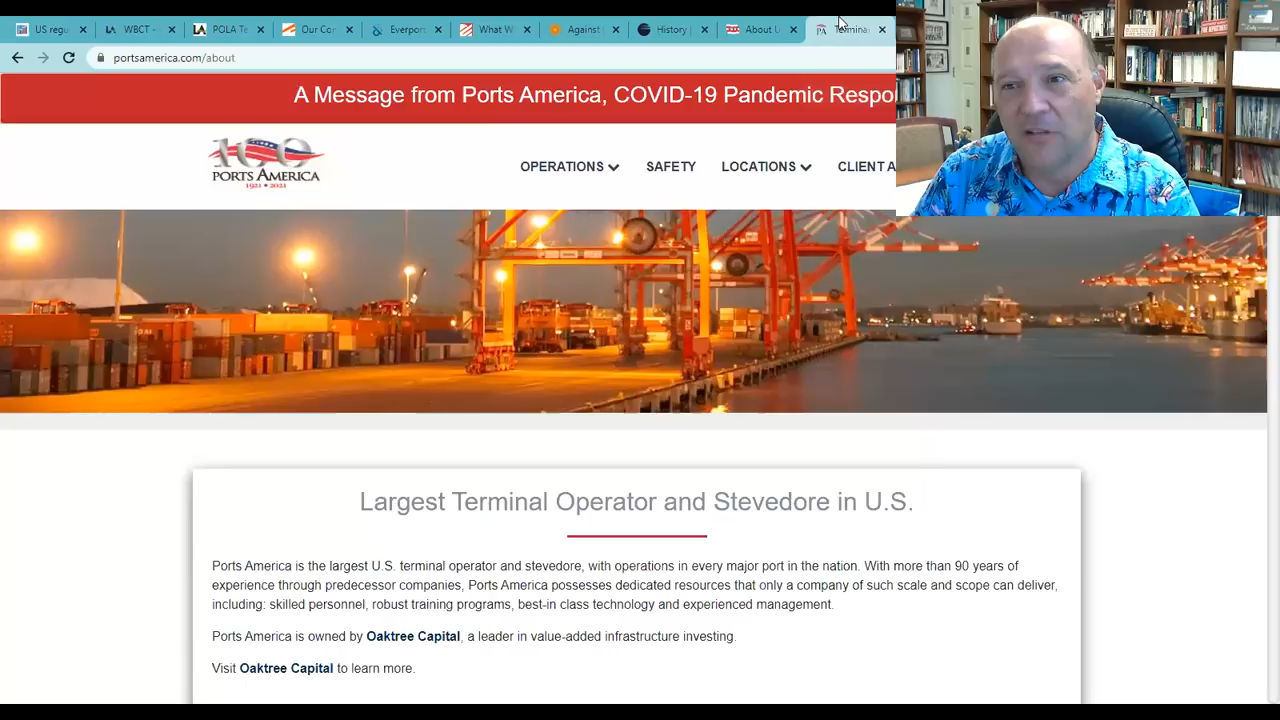 US regu
WBCT -
POLA Te
Our Co
Everport
What W
Against
History
About U
Termina
portsamerica.com/about
A Message from Ports America, COVID-19 Pandemic Respo
100
PORTS AMERICA
1921 • 2021
OPERATIONS
SAFETY
LOCATIONS
CLIENT A
Largest Terminal Operator and Stevedore in U.S.
Ports America is the largest U.S. terminal operator and stevedore, with operations in every major port in the nation. With more than 90 years of
experience through predecessor companies, Ports America possesses dedicated resources that only a company of such scale and scope can deliver,
including: skilled personnel, robust training programs, best-in class technology and experienced management.
Ports America is owned by Oaktree Capital, a leader in value-added infrastructure investing.
Visit Oaktree Capital to learn more.